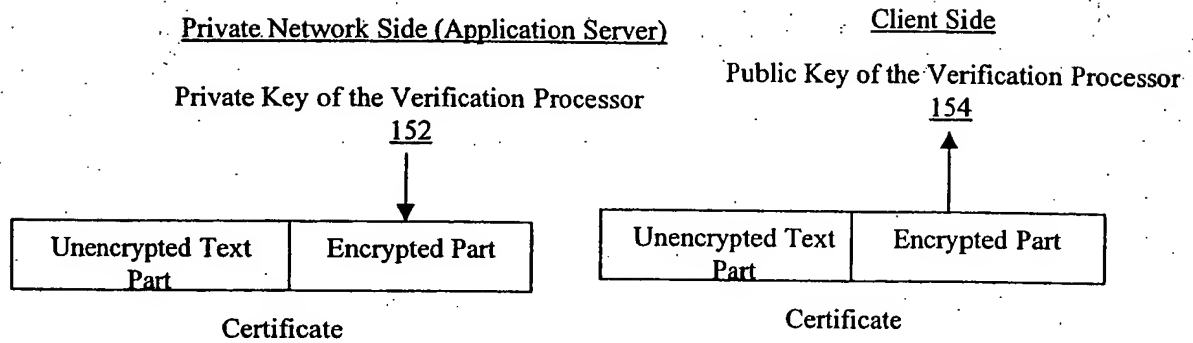 Private Network Side (Application Server)
Private Key of the Verification Processor
152
Unencrypted Text
Part
Encrypted Part
Certificate
Client Side
Public Key of the Verification Processor
154
Unencrypted Text
Part
Encrypted Part
Certificate